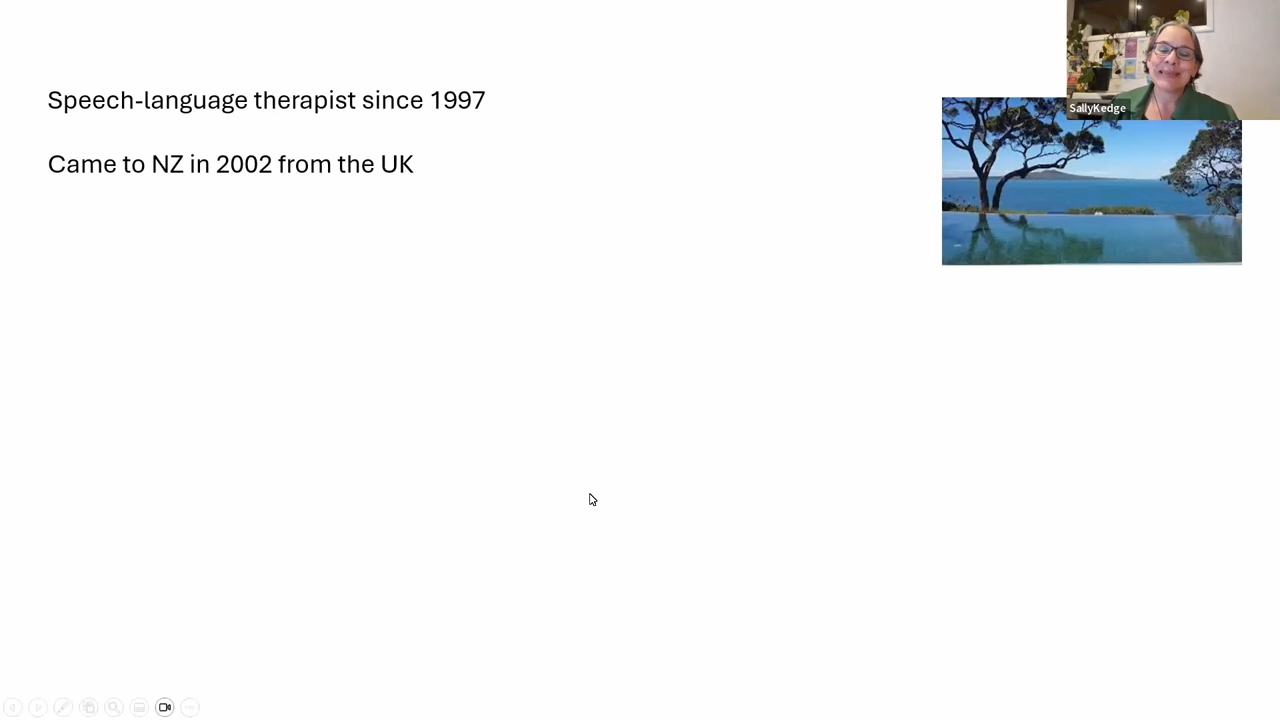 Speech-language therapist since 1997
Came to NZ in 2002 from the UK
SallyKedge